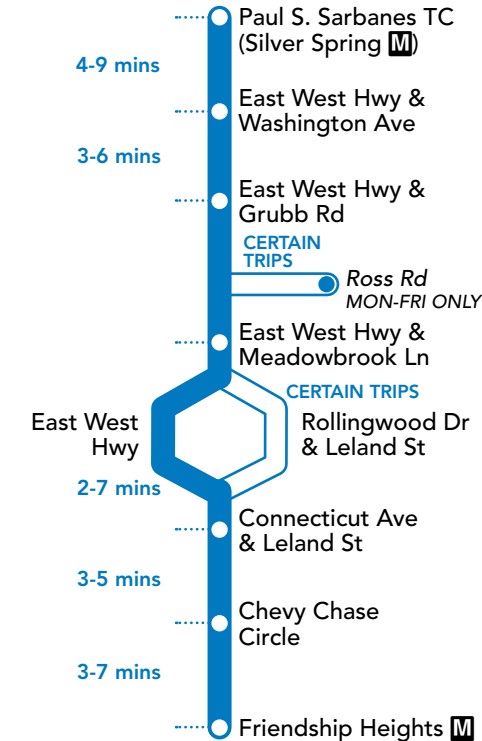 Paul S. Sarbanes TC
(Silver Spring M)
4-9 mins
East West Hwy &
Washington Ave
3-6 mins
East West Hwy &
Grubb Rd
CERTAIN
TRIPS
Ross Rd
MON-FRI ONLY
East West Hwy &
Meadowbrook Ln
CERTAIN TRIPS
East West
Hwy
Rollingwood Dr
& Leland St
2-7 mins
Connecticut Ave
& Leland St
3-5 mins
Chevy Chase
Circle
3-7 mins
Friendship Heights M